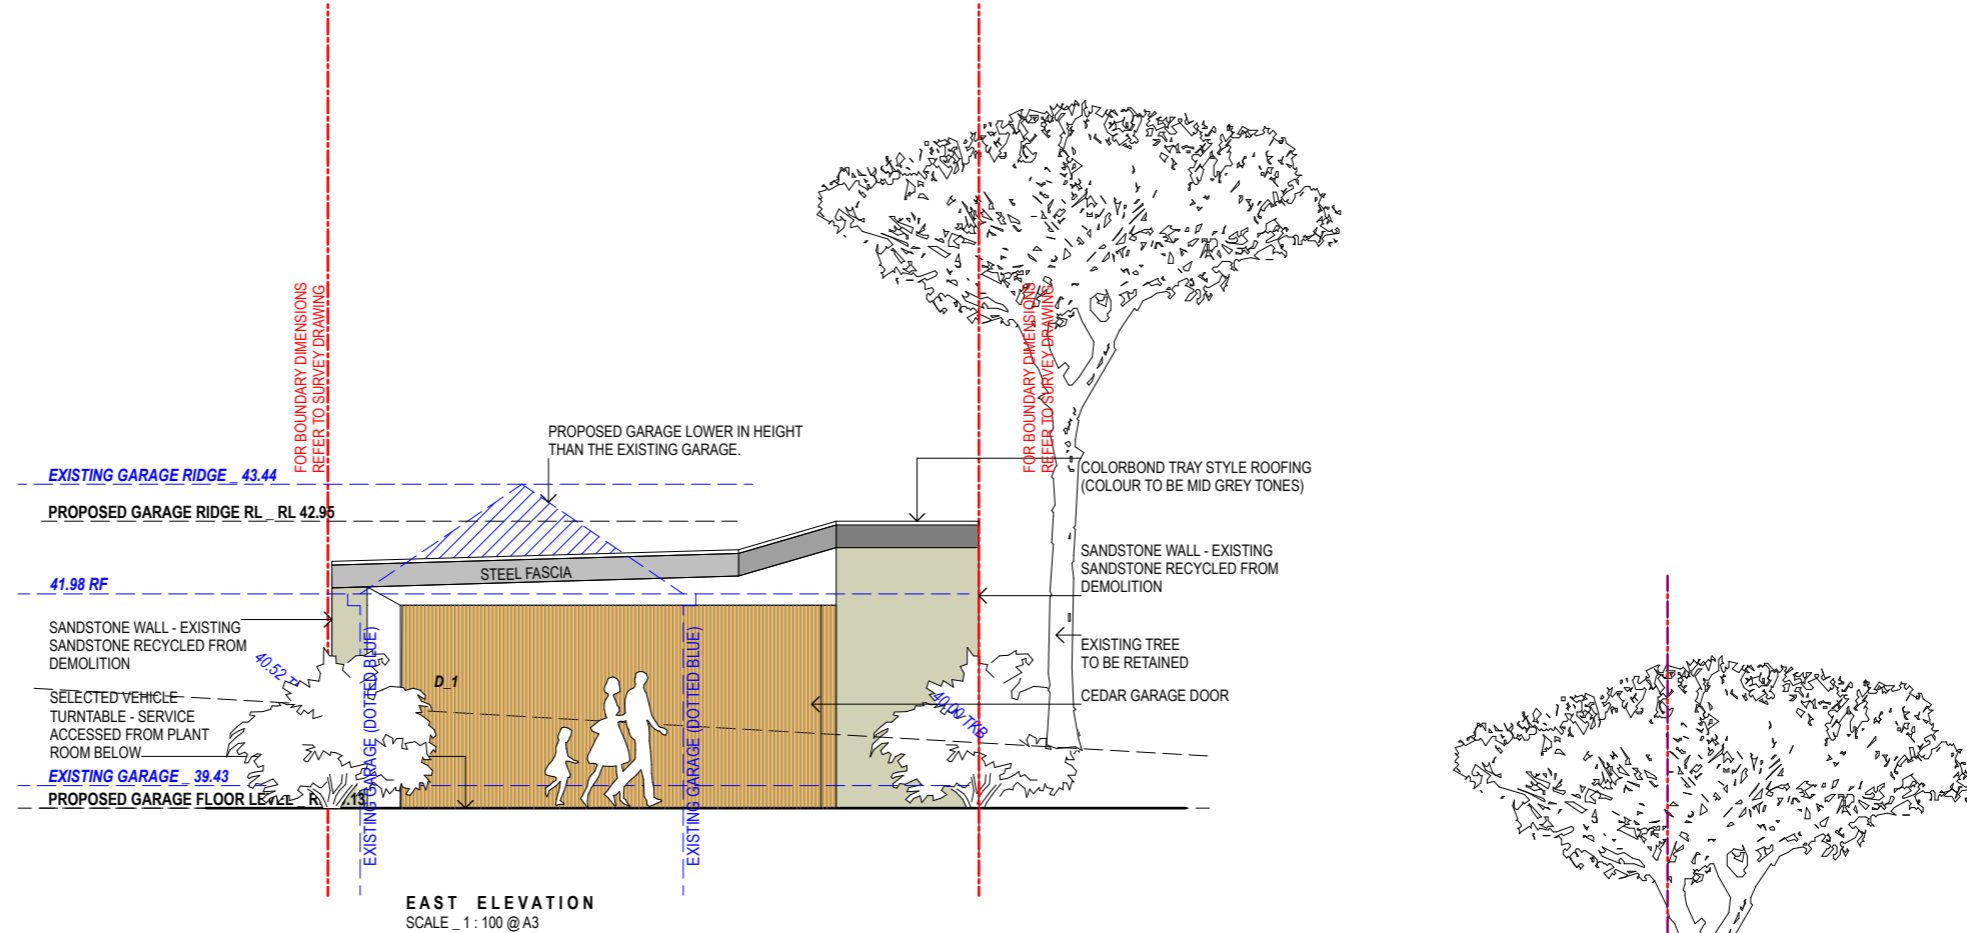 FOR BOUNDARY DIMENSIONS
REFER TO SURVEY DRAWING
FOR BOUNDARY DIMENSIONS
REFER TO SURVEY DRAWING
PROPOSED GARAGE LOWER IN HEIGHT
THAN THE EXISTING GARAGE.
EXISTING GARAGE RIDGE _ 43.44
PROPOSED GARAGE RIDGE RL _ RL 42.95
COLORBOND TRAY STYLE ROOFING
(COLOUR TO BE MID GREY TONES)
STEEL FASCIA
41.98 RF
SANDSTONE WALL - EXISTING
SANDSTONE RECYCLED FROM
DEMOLITION
SANDSTONE WALL - EXISTING
SANDSTONE RECYCLED FROM
DEMOLITION
40.52
EXISTING TREE
TO BE RETAINED
D_1
CEDAR GARAGE DOOR
40.00 TKB
SELECTED VEHICLE
TURNTABLE - SERVICE
ACCESSED FROM PLANT
ROOM BELOW
EXISTING GARAGE (DOTTED BLUE)
EXISTING GARAGE (DOTTED BLUE)
EXISTING GARAGE _ 39.43
PROPOSED GARAGE FLOOR LEVEL
EAST ELEVATION
SCALE _ 1 : 100 @ A3